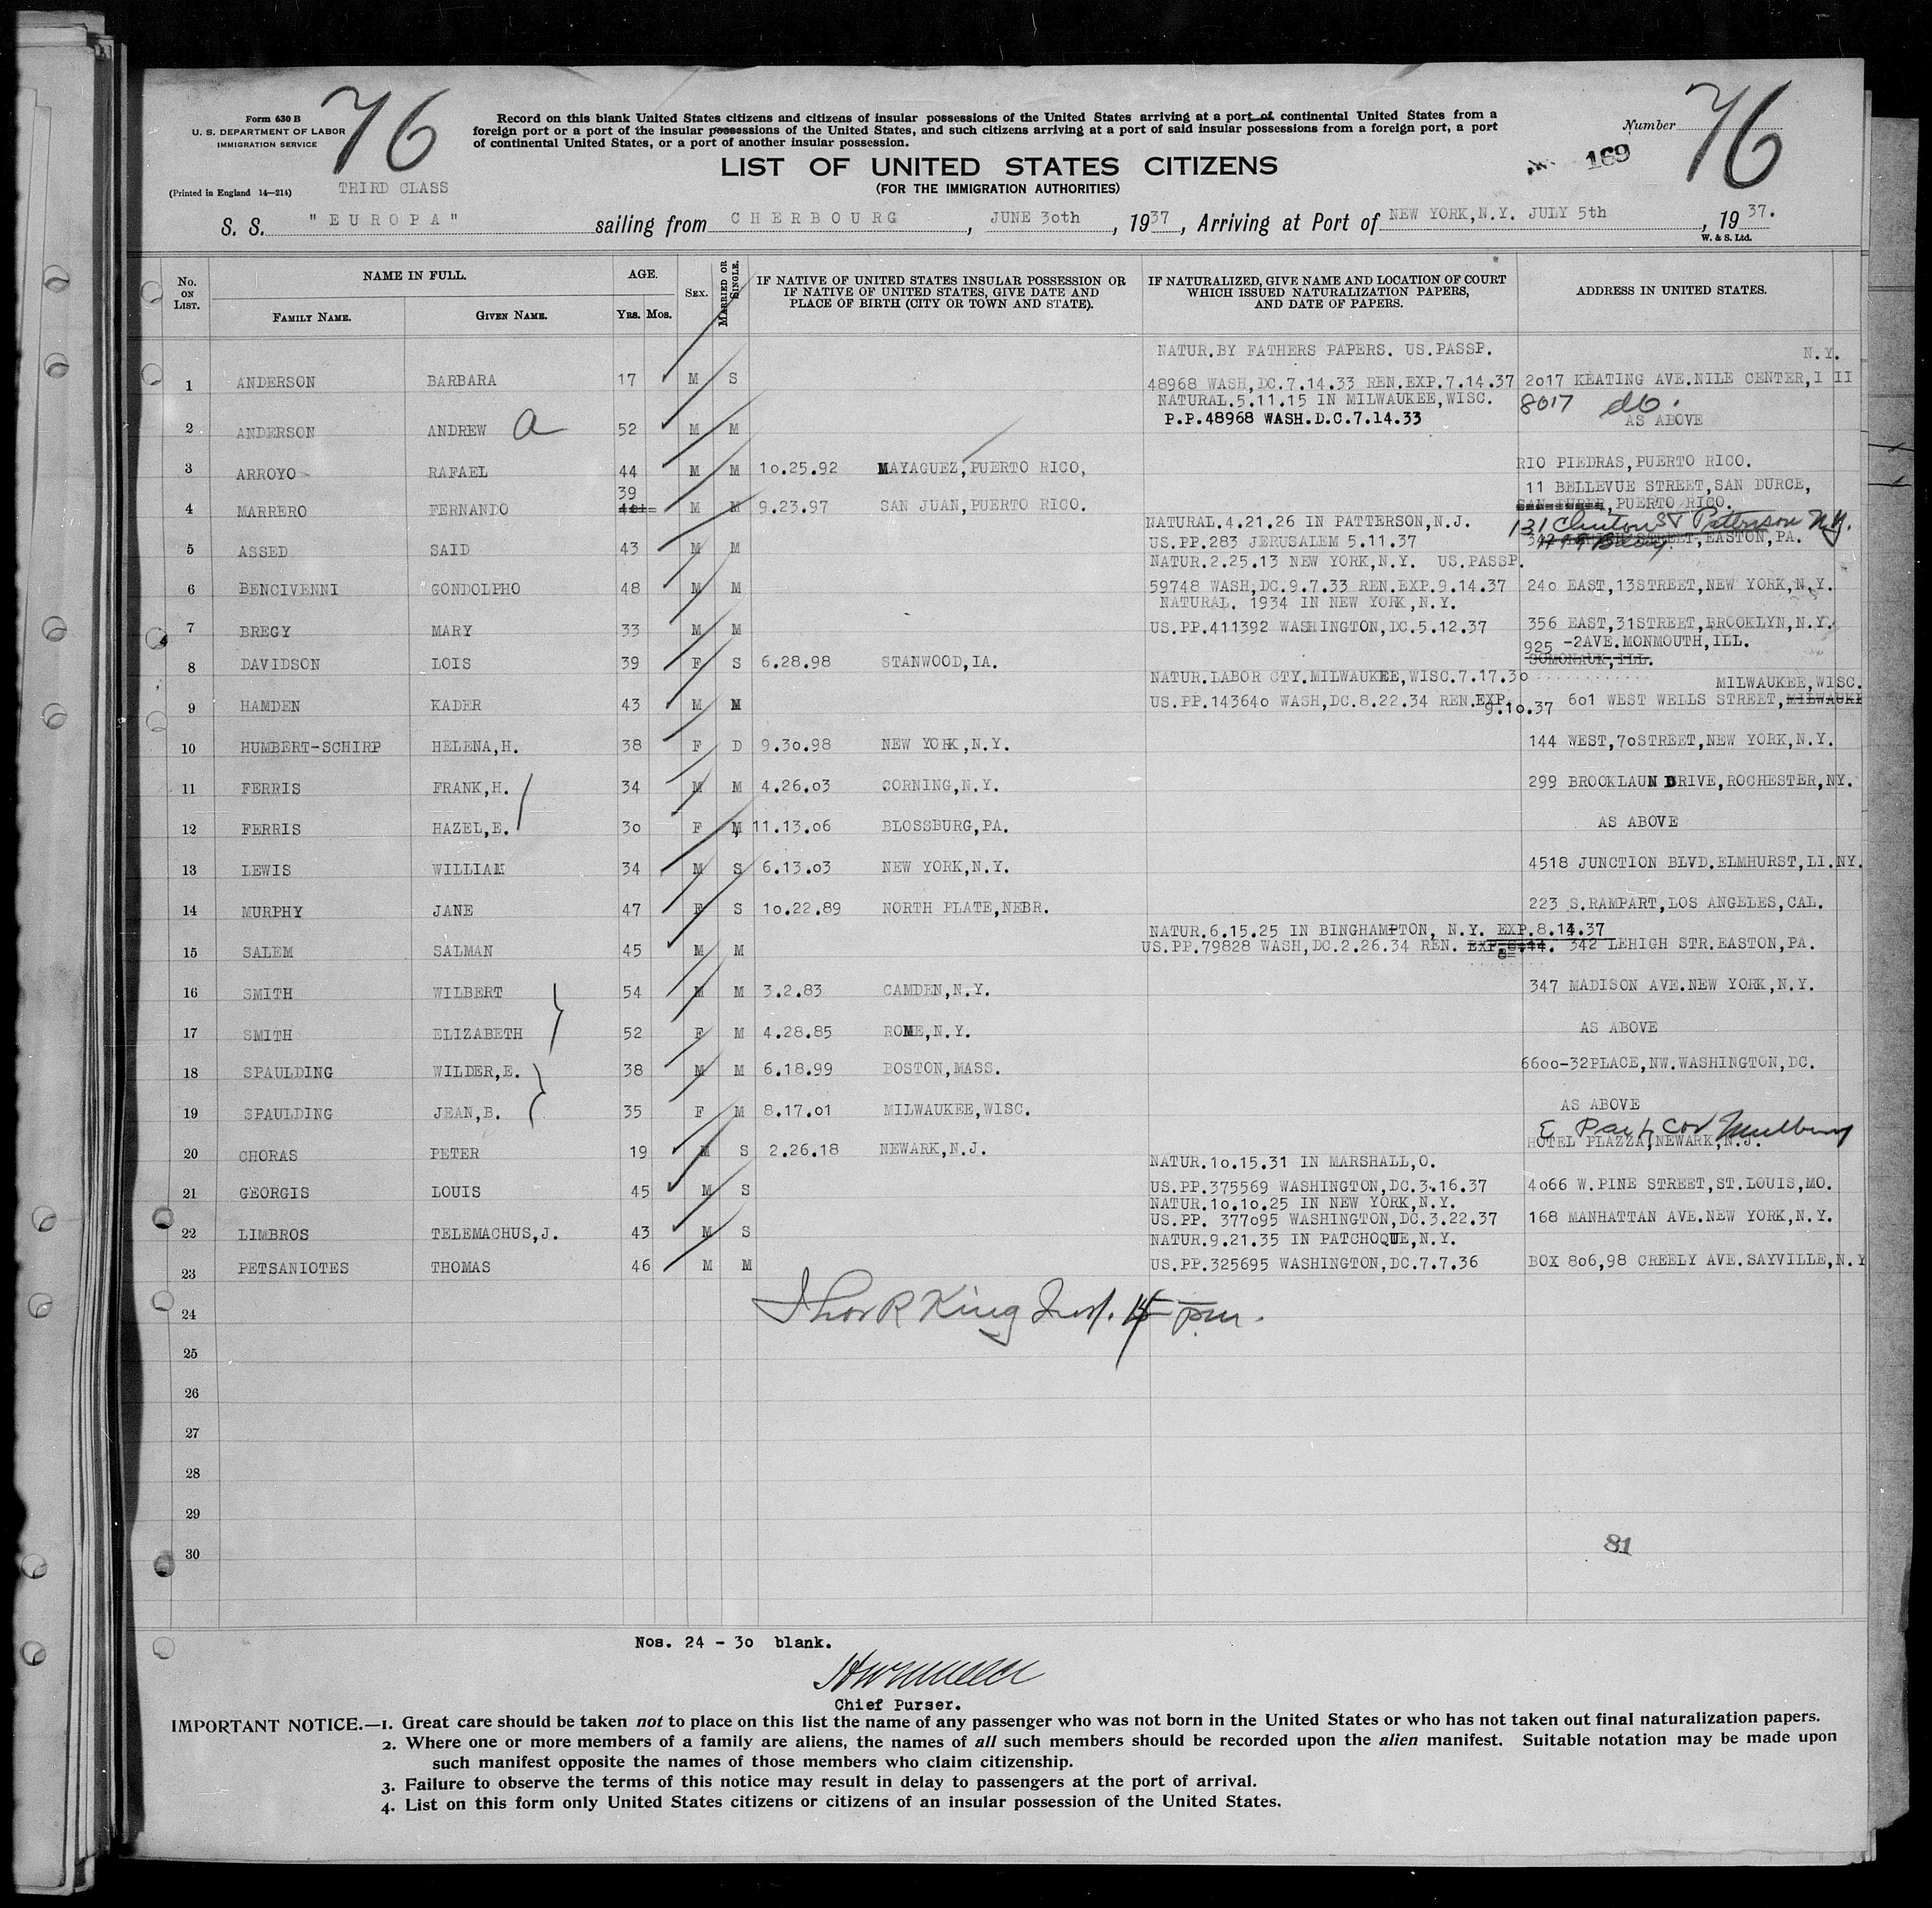 76
Form 630 B
U. S. DEPARTMENT OF LABOR
IMMIGRATION SERVICE
(Printed in England 14—214)
THIRD CLASS
Record on this blank United States citizens and citizens of insular possessions of the United States arriving at a port of continental United States from a
foreign port or a port of the insular possessions of the United States, and such citizens arriving at a port of said insular possessions from a foreign port, a port
of continental United States, or a port of another insular possession.
Number 76
169
LIST OF UNITED STATES CITIZENS
(FOR THE IMMIGRATION AUTHORITIES)
S. S. "EUROPA" sailing from CHERBOURG, JUNE 30th, 1937, Arriving at Port of NEW YORK,N.Y. JULY 5th, 1937.
W. & S. Ltd.
No. ON LIST. NAME IN FULL. FAMILY NAME. GIVEN NAME. AGE. YRS. MOS. SEX. MARRIED OR SINGLE. IF NATIVE OF UNITED STATES INSULAR POSSESSION OR IF NATIVE OF UNITED STATES, GIVE DATE AND PLACE OF BIRTH (CITY OR TOWN AND STATE). IF NATURALIZED, GIVE NAME AND LOCATION OF COURT WHICH ISSUED NATURALIZATION PAPERS, AND DATE OF PAPERS. ADDRESS IN UNITED STATES.
NATUR.BY FATHERS PAPERS. US.PASSP. N.Y.
1 ANDERSON BARBARA 17 M S 48968 WASH,DC.7.14.33 REN.EXP.7.14.37 2017 KEATING AVE.NILE CENTER,I II
NATURAL.5.11.15 IN MILWAUKEE,WISC. 8017 do.
2 ANDERSON ANDREW a 52 M M P.P.48968 WASH.D.C.7.14.33 AS ABOVE
3 ARROYO RAFAEL 44 M M 10.25.92 MAYAGUEZ,PUERTO RICO, RIO PIEDRAS,PUERTO RICO.
39 11 BELLEVUE STREET,SAN DURCE,
4 MARRERO FERNANDO M M 9.23.97 SAN JUAN,PUERTO RICO. ,PUERTO RICO.
NATURAL.4.21.26 IN PATTERSON,N.J. 131 Clinton ST Patterson NJ.
5 ASSED SAID 43 M M US.PP.283 JERUSALEM 5.11.37 342 STREET,EASTON,PA.
NATUR.2.25.13 NEW YORK,N.Y. US.PASSP.
6 BENCIVENNI GONDOLPHO 48 M M 59748 WASH,DC.9.7.33 REN.EXP.9.14.37 240 EAST,13STREET,NEW YORK,N.Y.
NATURAL. 1934 IN NEW YORK,N.Y.
7 BREGY MARY 33 M M US.PP.411392 WASHINGTON,DC.5.12.37 356 EAST,31STREET,BROOKLYN,N.Y.
925 -2AVE.MONMOUTH,ILL.
8 DAVIDSON LOIS 39 F S 6.28.98 STANWOOD,IA. SOMONAUK,ILL.
NATUR.LABOR CTY.MILWAUKEE,WISC.7.17.30 MILWAUKEE,WISC.
9 HAMDEN KADER 43 M M US.PP.143640 WASH,DC.8.22.34 REN.EXP. 9.10.37 601 WEST WELLS STREET,MILWAUKE
10 HUMBERT-SCHIRP HELENA,H. 38 F D 9.30.98 NEW YORK,N.Y. 144 WEST,70STREET,NEW YORK,N.Y.
11 FERRIS FRANK,H. 34 M M 4.26.03 CORNING,N.Y. 299 BROOKLAUN DRIVE,ROCHESTER,NY.
12 FERRIS HAZEL,E. 30 F M 11.13.06 BLOSSBURG,PA. AS ABOVE
13 LEWIS WILLIAM 34 M S 6.13.03 NEW YORK,N.Y. 4518 JUNCTION BLVD.ELMHURST,LI.NY.
14 MURPHY JANE 47 F S 10.22.89 NORTH PLATE,NEBR. 223 S.RAMPART,LOS ANGELES,CAL.
NATUR.6.15.25 IN BINGHAMPTON, N.Y. EXP.8.14.37
15 SALEM SALMAN 45 M M US.PP.79828 WASH,DC.2.26.34 REN. 342 LEHIGH STR.EASTON,PA.
16 SMITH WILBERT 54 M M 3.2.83 CAMDEN,N.Y. 347 MADISON AVE.NEW YORK,N.Y.
17 SMITH ELIZABETH 52 F M 4.28.85 ROME,N.Y. AS ABOVE
18 SPAULDING WILDER,E. 38 M M 6.18.99 BOSTON,MASS. 6600-32PLACE,NW.WASHINGTON,DC.
19 SPAULDING JEAN,B. 35 F M 8.17.01 MILWAUKEE,WISC. AS ABOVE
E Park Cor Mulberry
20 CHORAS PETER 19 M S 2.26.18 NEWARK,N.J. HOTEL PLAZZA,NEWARK,N.J.
NATUR.10.15.31 IN MARSHALL,O.
21 GEORGIS LOUIS 45 M S US.PP.375569 WASHINGTON,DC.3.16.37 4066 W.PINE STREET,ST.LOUIS,MO.
NATUR.10.10.25 IN NEW YORK,N.Y.
22 LIMBROS TELEMACHUS,J. 43 M S US.PP. 377095 WASHINGTON,DC.3.22.37 168 MANHATTAN AVE.NEW YORK,N.Y.
NATUR.9.21.35 IN PATCHOQUE,N.Y.
23 PETSANIOTES THOMAS 46 M M US.PP.325695 WASHINGTON,DC.7.7.36 BOX 806,98 CREELY AVE.SAYVILLE,N.Y
24 Thos R King Insp. pm.
25
26
27
28
29
30
81
Nos. 24 - 30 blank.
Chief Purser.
IMPORTANT NOTICE.—1. Great care should be taken not to place on this list the name of any passenger who was not born in the United States or who has not taken out final naturalization papers.
2. Where one or more members of a family are aliens, the names of all such members should be recorded upon the alien manifest. Suitable notation may be made upon
such manifest opposite the names of those members who claim citizenship.
3. Failure to observe the terms of this notice may result in delay to passengers at the port of arrival.
4. List on this form only United States citizens or citizens of an insular possession of the United States.